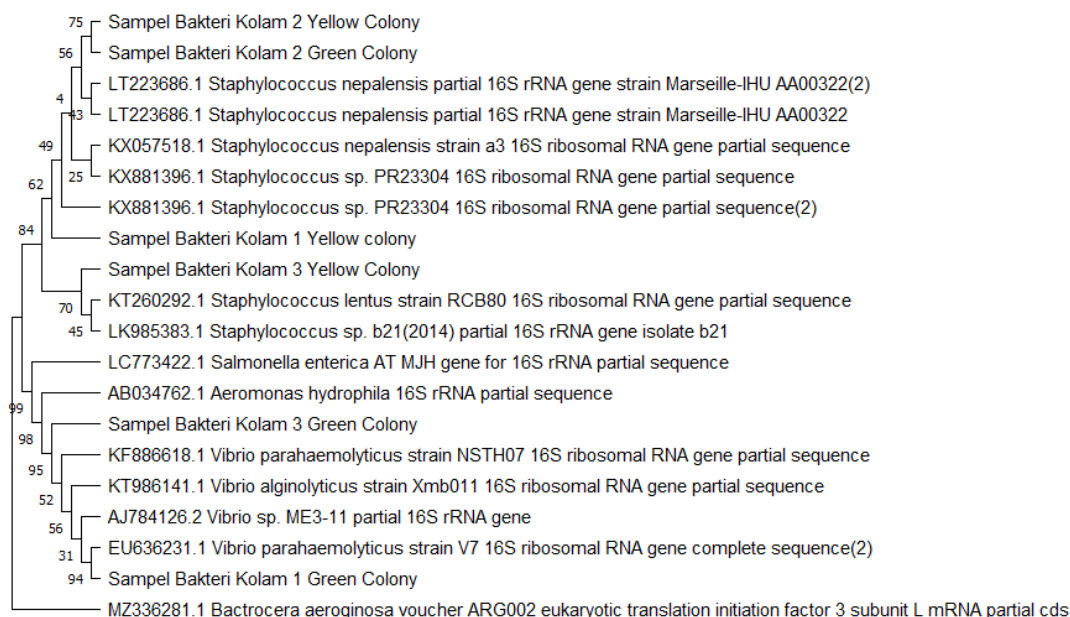 75
Sampel Bakteri Kolam 2 Yellow Colony
56
Sampel Bakteri Kolam 2 Green Colony
LT223686.1 Staphylococcus nepalensis partial 16S rRNA gene strain Marseille-IHU AA00322(2)
4
43
LT223686.1 Staphylococcus nepalensis partial 16S rRNA gene strain Marseille-IHU AA00322
49
KX057518.1 Staphylococcus nepalensis strain a3 16S ribosomal RNA gene partial sequence
25
KX881396.1 Staphylococcus sp. PR23304 16S ribosomal RNA gene partial sequence
62
KX881396.1 Staphylococcus sp. PR23304 16S ribosomal RNA gene partial sequence(2)
84
Sampel Bakteri Kolam 1 Yellow colony
Sampel Bakteri Kolam 3 Yellow Colony
70
KT260292.1 Staphylococcus lentus strain RCB80 16S ribosomal RNA gene partial sequence
45
LK985383.1 Staphylococcus sp. b21(2014) partial 16S rRNA gene isolate b21
LC773422.1 Salmonella enterica AT MJH gene for 16S rRNA partial sequence
99
AB034762.1 Aeromonas hydrophila 16S rRNA partial sequence
98
Sampel Bakteri Kolam 3 Green Colony
95
KF886618.1 Vibrio parahaemolyticus strain NSTH07 16S ribosomal RNA gene partial sequence
52
KT986141.1 Vibrio alginolyticus strain Xmb011 16S ribosomal RNA gene partial sequence
56
AJ784126.2 Vibrio sp. ME3-11 partial 16S rRNA gene
31
EU636231.1 Vibrio parahaemolyticus strain V7 16S ribosomal RNA gene complete sequence(2)
94
Sampel Bakteri Kolam 1 Green Colony
MZ336281.1 Bactrocera aeroginosa voucher ARG002 eukaryotic translation initiation factor 3 subunit L mRNA partial cds